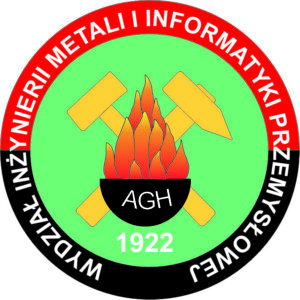 WYDZIAŁ INŻYNIERII METALI I INFORMATYKI PRZEMYSŁOWEJ
AGH
1922